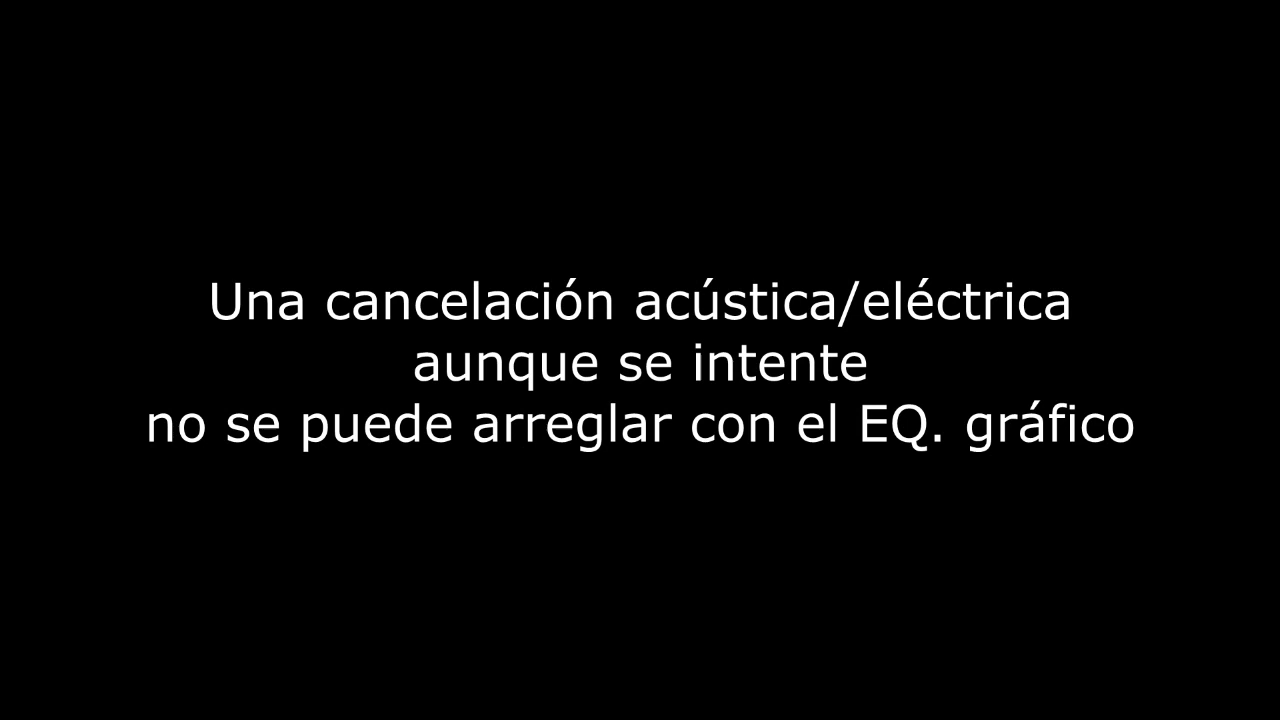 Una cancelación acústica/eléctrica
aunque se intente
no se puede arreglar con el EQ. gráfico